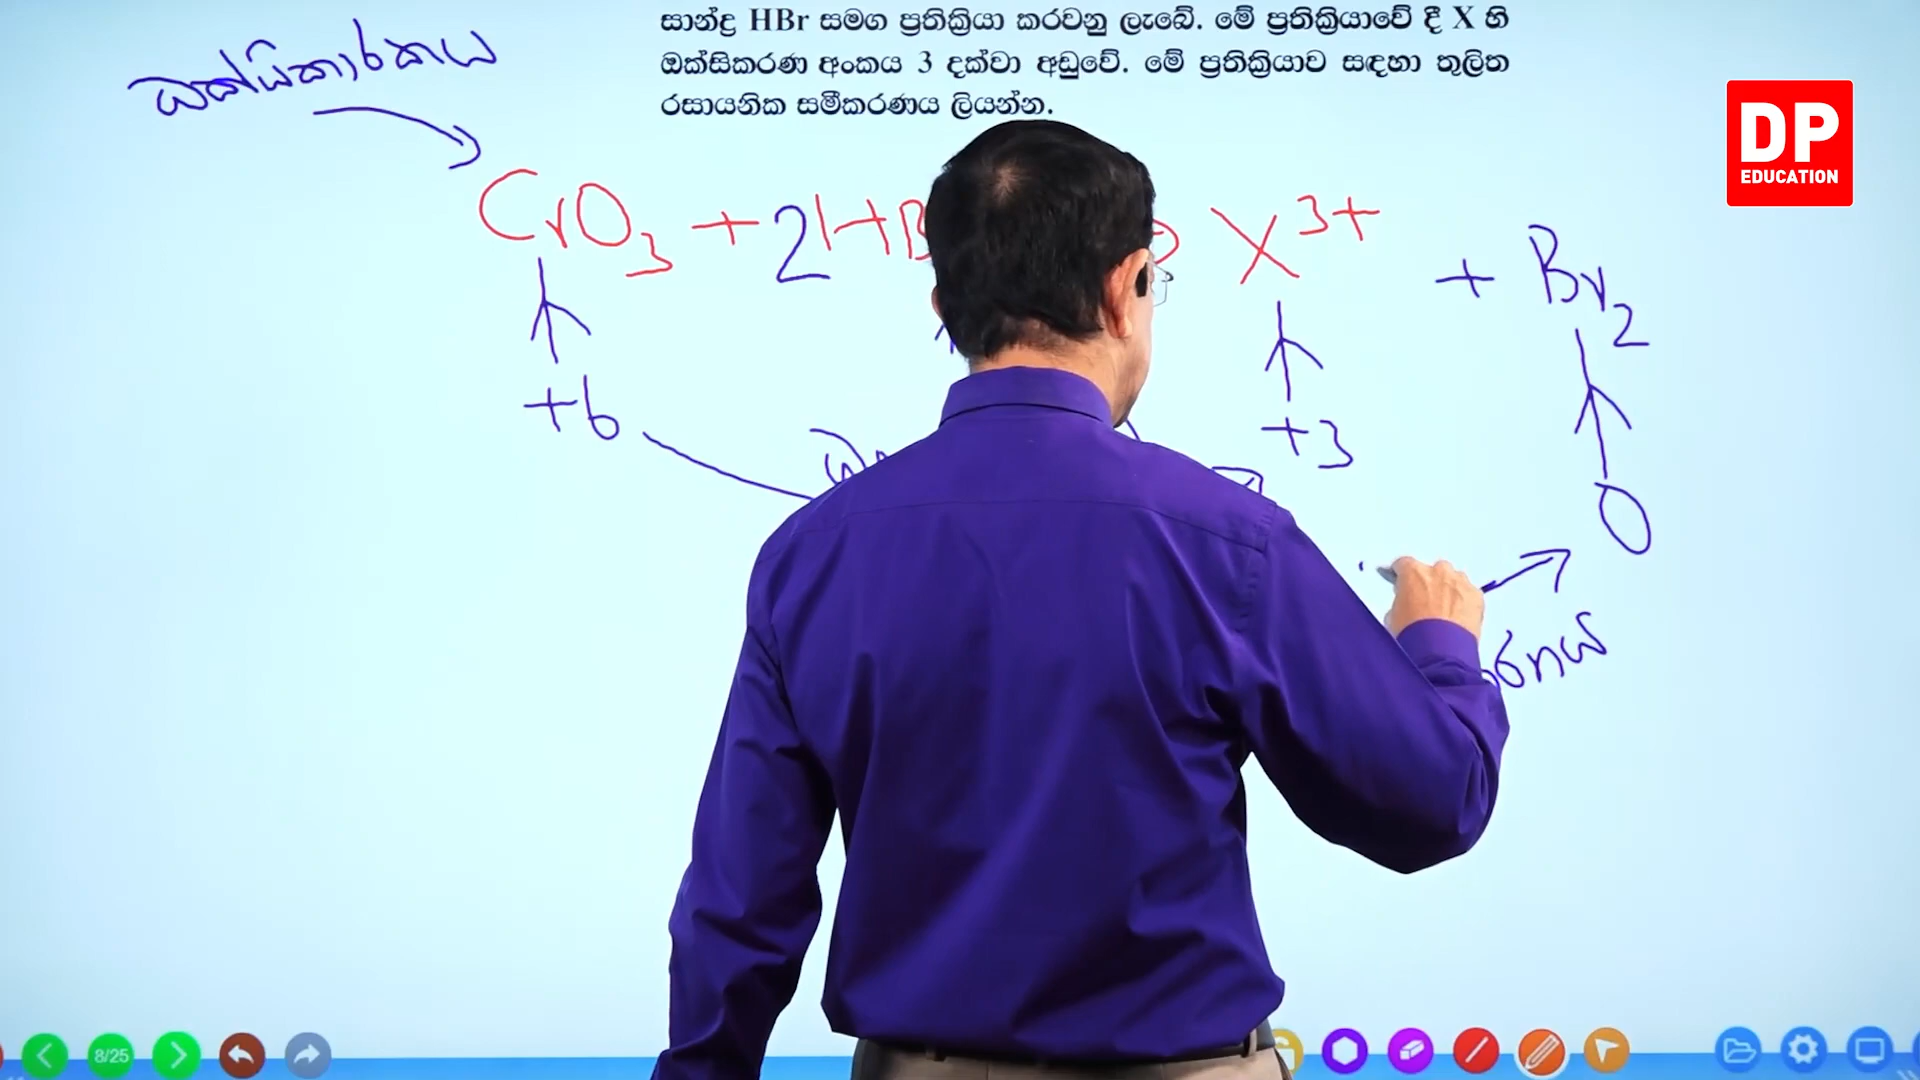 සාන්ද්‍ර HBr සමග ප්‍රතික්‍රියා කරවනු ලැබේ. මේ ප්‍රතික්‍රියාවේ දී X හි
ඔක්සිකරණ අංකය 3 දක්වා අඩුවේ. මේ ප්‍රතික්‍රියාව සඳහා තුලිත
රසායනික සමීකරණය ලියන්න.
ඔක්සිකාරකය
DP
EDUCATION
CrO3 + 2HB X3+ + Br2
+6 +3 0
8/25